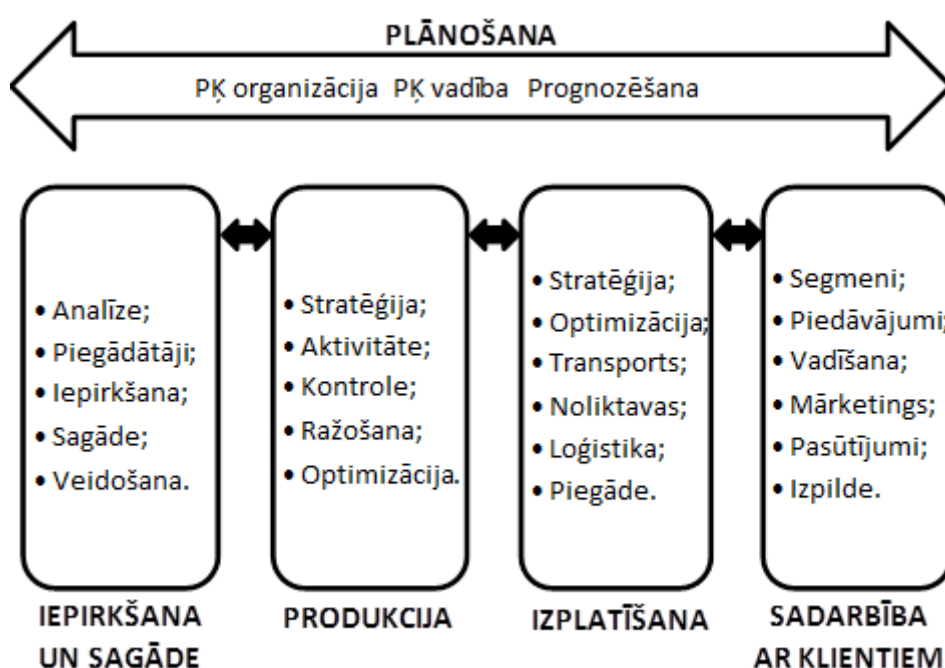 PLĀNOŠANA
PĶ organizācija PĶ vadība Prognozēšana
• Analīze;
• Piegādātāji;
• Iepirkšana;
• Sagāde;
• Veidošana.
IEPIRKŠANA
UN SAGĀDE
• Stratēģija;
• Aktivitāte;
• Kontrole;
• Ražošana;
• Optimizācija.
PRODUKCIJA
• Stratēģija;
• Optimizācija;
• Transports;
• Noliktavas;
• Loģistika;
• Piegāde.
IZPLATĪŠANA
• Segmeni;
• Piedāvājumi;
• Vadīšana;
• Mārketings;
• Pasūtījumi;
• Izpilde.
SADARBĪBA
AR KLIENTIEM